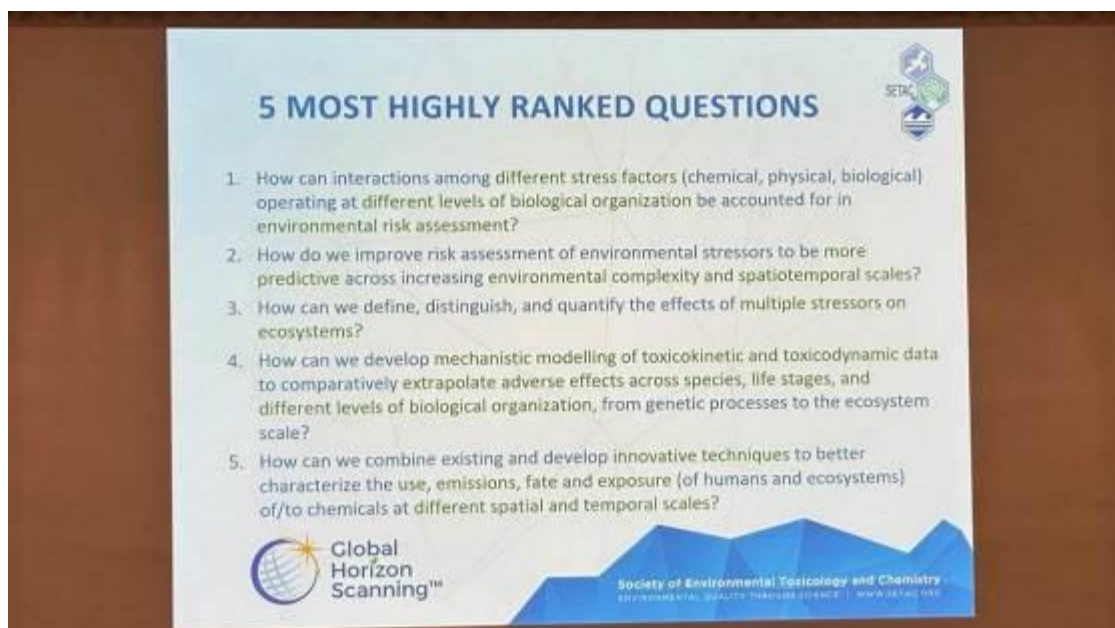 SETAC
5 MOST HIGHLY RANKED QUESTIONS
1. How can interactions among different stress factors (chemical, physical, biological)
operating at different levels of biological organization be accounted for in
environmental risk assessment?
2. How do we improve risk assessment of environmental stressors to be more
predictive across increasing environmental complexity and spatiotemporal scales?
3. How can we define, distinguish, and quantify the effects of multiple stressors on
ecosystems?
4. How can we develop mechanistic modelling of toxicokinetic and toxicodynamic data
to comparatively extrapolate adverse effects across species, life stages, and
different levels of biological organization, from genetic processes to the ecosystem
scale?
5. How can we combine existing and develop innovative techniques to better
characterize the use, emissions, fate and exposure (of humans and ecosystems)
of/to chemicals at different spatial and temporal scales?
Global
Horizon
Scanning™
Society of Environmental Toxicology and Chemistry
ENVIRONMENTAL QUALITY THROUGH SCIENCE | WWW.SETAC.ORG